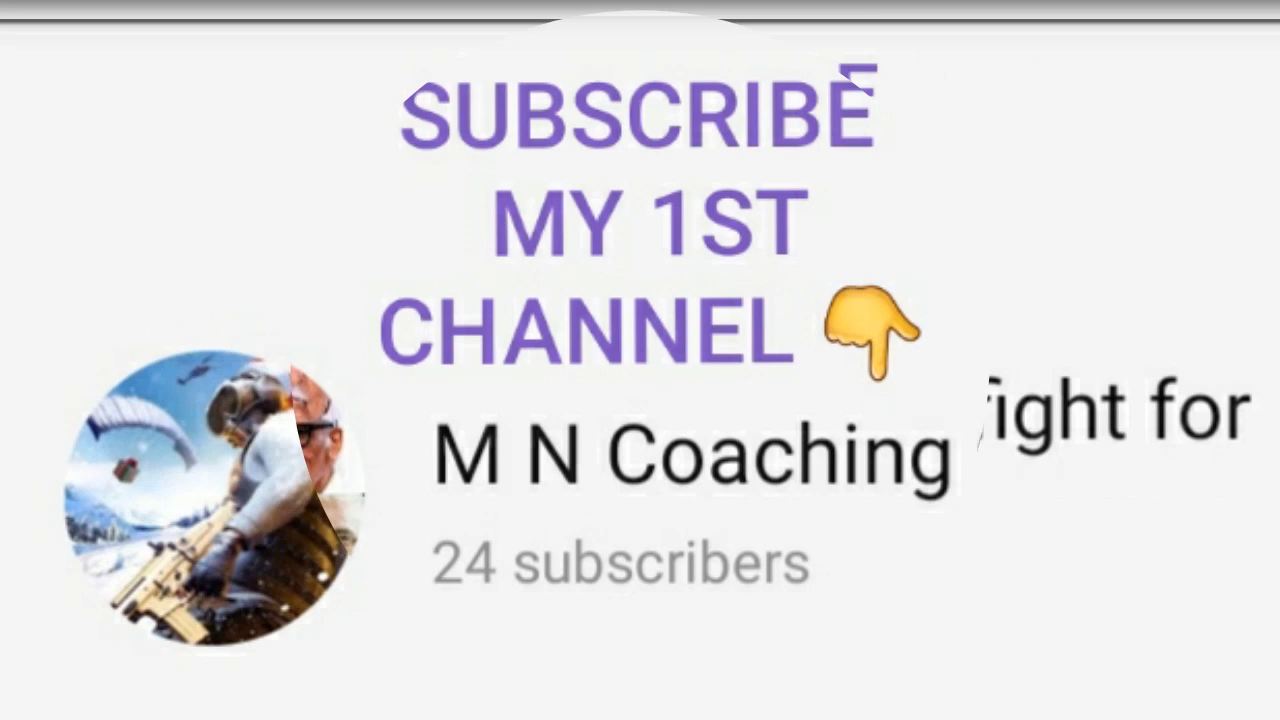 SUBSCRIBE
MY 1ST
CHANNEL 👇
M N Coaching
ight for
24 subscribers